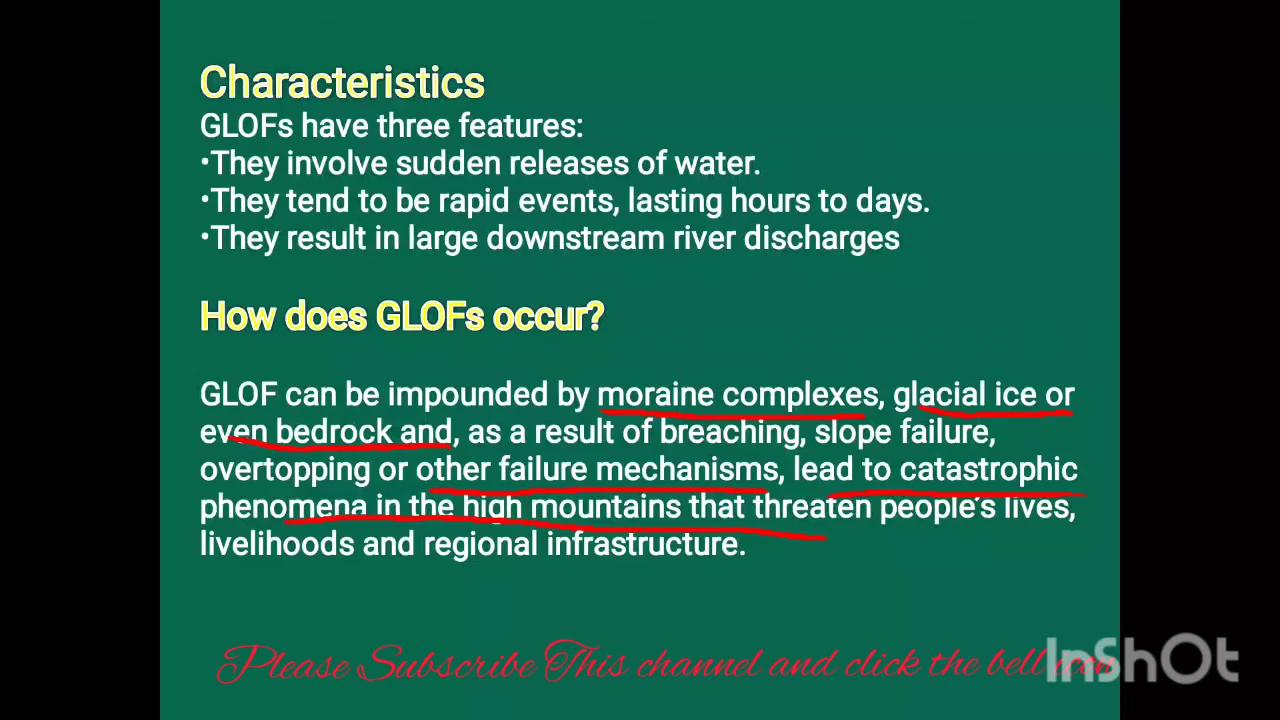 Characteristics
GLOFs have three features:
•They involve sudden releases of water.
•They tend to be rapid events, lasting hours to days.
•They result in large downstream river discharges
How does GLOFs occur?
GLOF can be impounded by moraine complexes, glacial ice or
even bedrock and, as a result of breaching, slope failure,
overtopping or other failure mechanisms, lead to catastrophic
phenomena in the high mountains that threaten people's lives,
livelihoods and regional infrastructure.
Please Subscribe This channel and click the bell icon
InShOt